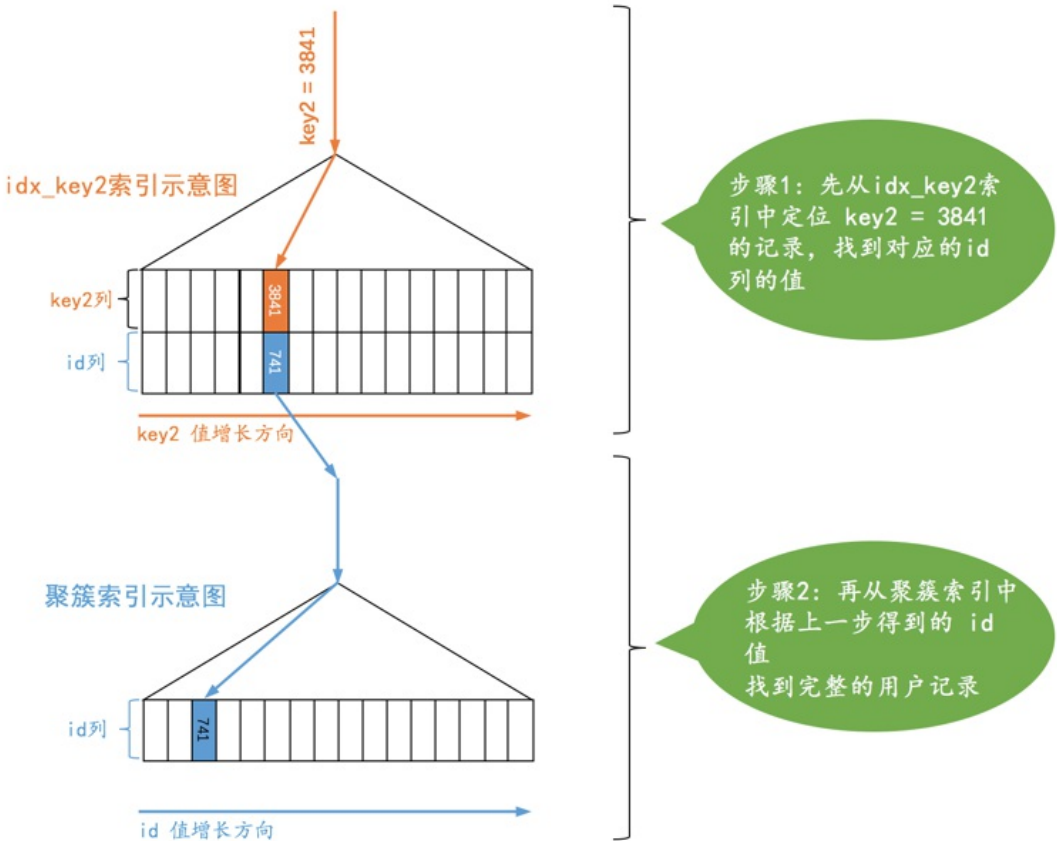 key2 = 3841
idx_key2索引示意图
key2列
3841
id列
741
key2 值增长方向
步骤1：先从idx_key2索
引中定位 key2 = 3841
的记录，找到对应的id
列的值
聚簇索引示意图
id列
741
id 值增长方向
步骤2：再从聚簇索引中
根据上一步得到的 id
值
找到完整的用户记录